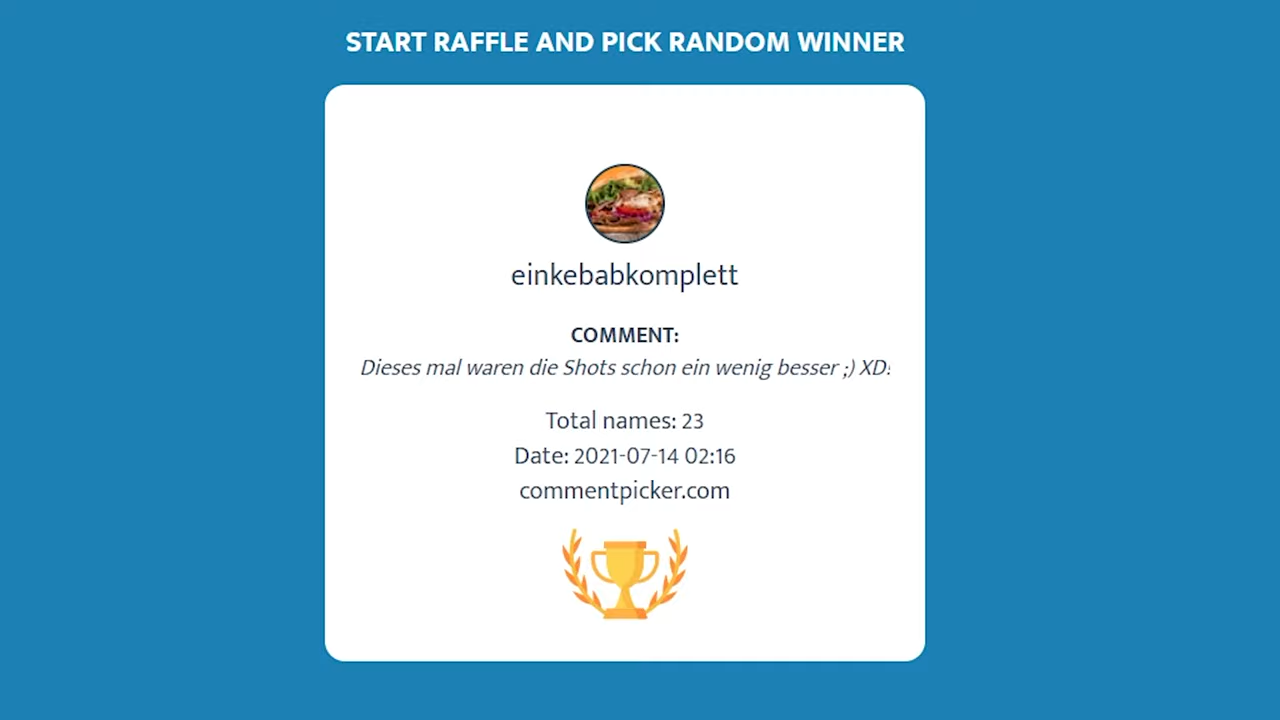 START RAFFLE AND PICK RANDOM WINNER
einkebabkomplett
COMMENT:
Dieses mal waren die Shots schon ein wenig besser ;) XD!
Total names: 23
Date: 2021-07-14 02:16
commentpicker.com